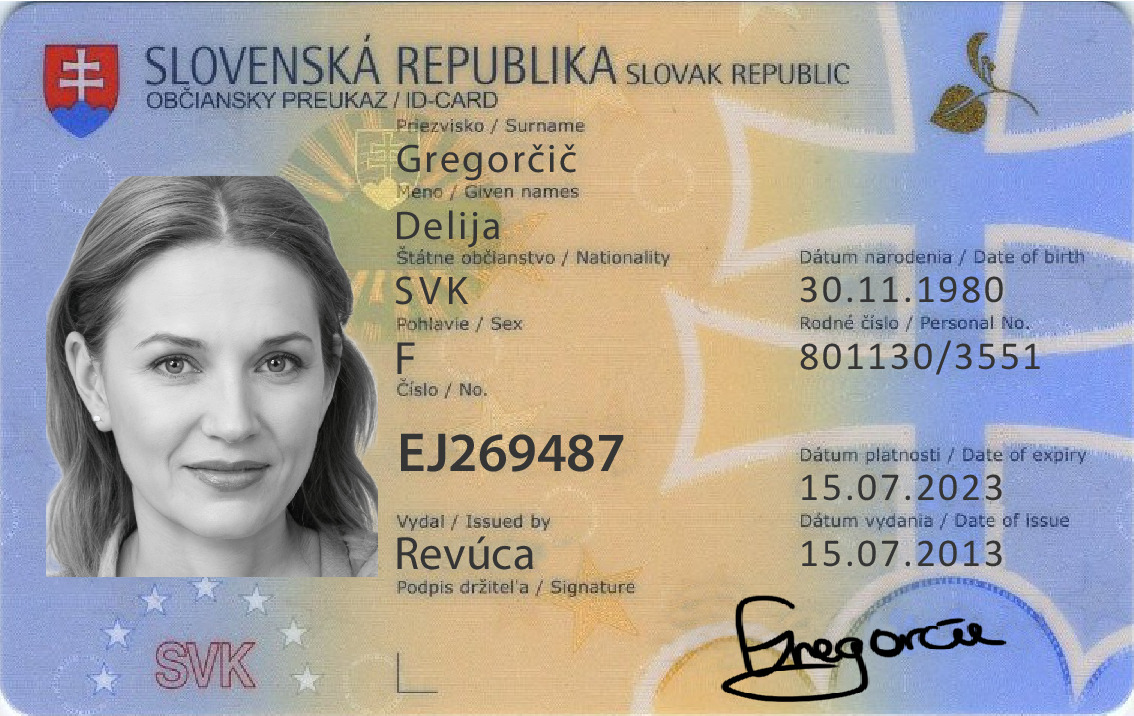 SLOVENSKÁ REPUBLIKA SLOVAK REPUBLIC
OBČIANSKY PREUKAZ / ID-CARD
Priezvisko / Surname
Gregorčič
Meno / Given names
Delija
Štátne občianstvo / Nationality
SVK
Pohlavie / Sex
F
Číslo / No.
EJ269487
Dátum narodenia / Date of birth
30.11.1980
Rodné číslo / Personal No.
801130/3551
Dátum platnosti / Date of expiry
15.07.2023
Vydal / Issued by
Revúca
Dátum vydania / Date of issue
15.07.2013
Podpis držiteľa / Signature
Gregorčič
SVK